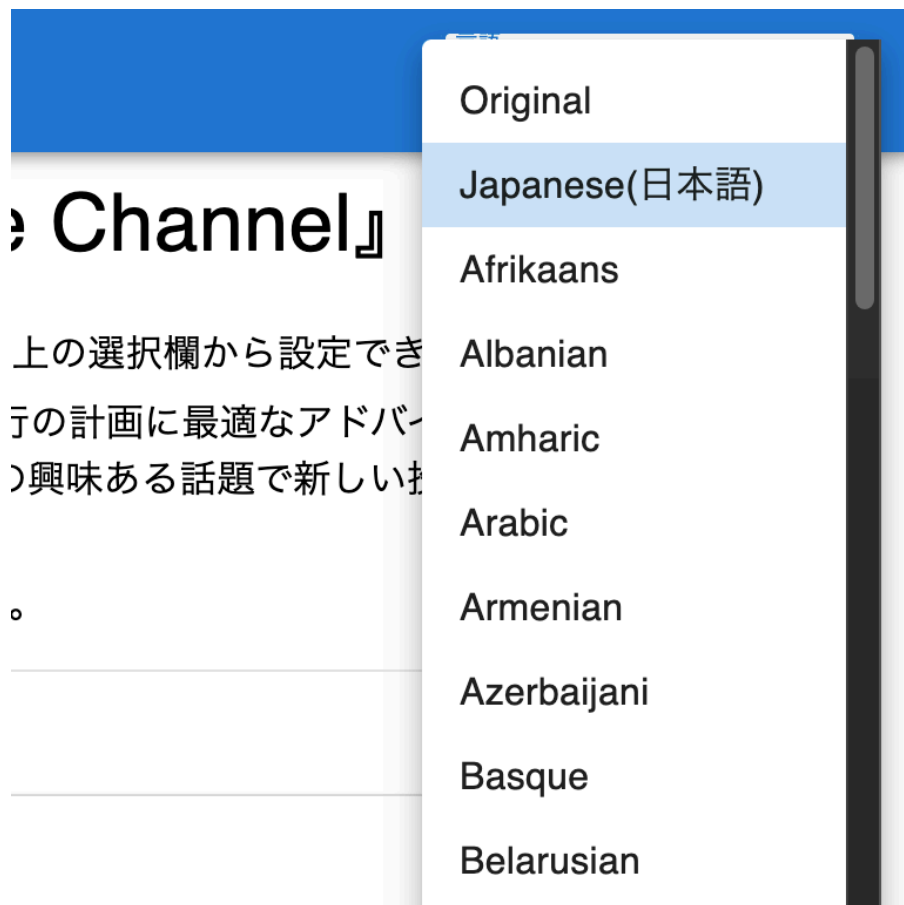 言語
Original
Japanese(日本語)
Afrikaans
Albanian
Amharic
Arabic
Armenian
Azerbaijani
Basque
Belarusian
Channel』
上の選択欄から設定でき
の計画に最適なアドバイ
興味ある話題で新しい
。